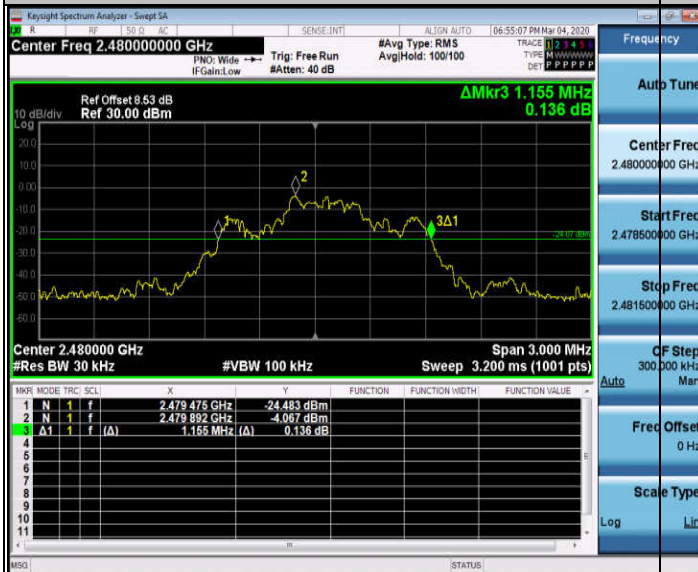 Keysight Spectrum Analyzer - Swept SA
R RF 50 Ω AC SENSE:INT ALIGN AUTO 06:55:07 PM Mar 04, 2020
Center Freq 2.480000000 GHz
PNO: Wide
IFGain:Low
Trig: Free Run
#Atten: 40 dB
#Avg Type: RMS
Avg|Hold: 100/100
TRACE 1 2 3 4 5 6
TYPE M W W W W W
DET P P P P P P
Ref Offset 8.53 dB
10 dB/div Ref 30.00 dBm
Log
ΔMkr3 1.155 MHz
0.136 dB
20.0
10.0
0.00
-10.0
-20.0
-30.0
-40.0
-50.0
-60.0
1
2
3Δ1
-24.07 dBm
Center 2.480000 GHz Span 3.000 MHz
#Res BW 30 kHz #VBW 100 kHz Sweep 3.200 ms (1001 pts)
MKR MODE TRC SCL X Y FUNCTION FUNCTION WIDTH FUNCTION VALUE
1 N 1 f 2.479 475 GHz -24.483 dBm
2 N 1 f 2.479 892 GHz -4.067 dBm
3 Δ1 1 f (Δ) 1.155 MHz (Δ) 0.136 dB
4
5
6
7
8
9
10
11
MSG STATUS
Frequency
Auto Tune
Center Freq
2.480000000 GHz
Start Freq
2.478500000 GHz
Stop Freq
2.481500000 GHz
CF Step
300.000 kHz
Auto Man
Freq Offset
0 Hz
Scale Type
Log Lin